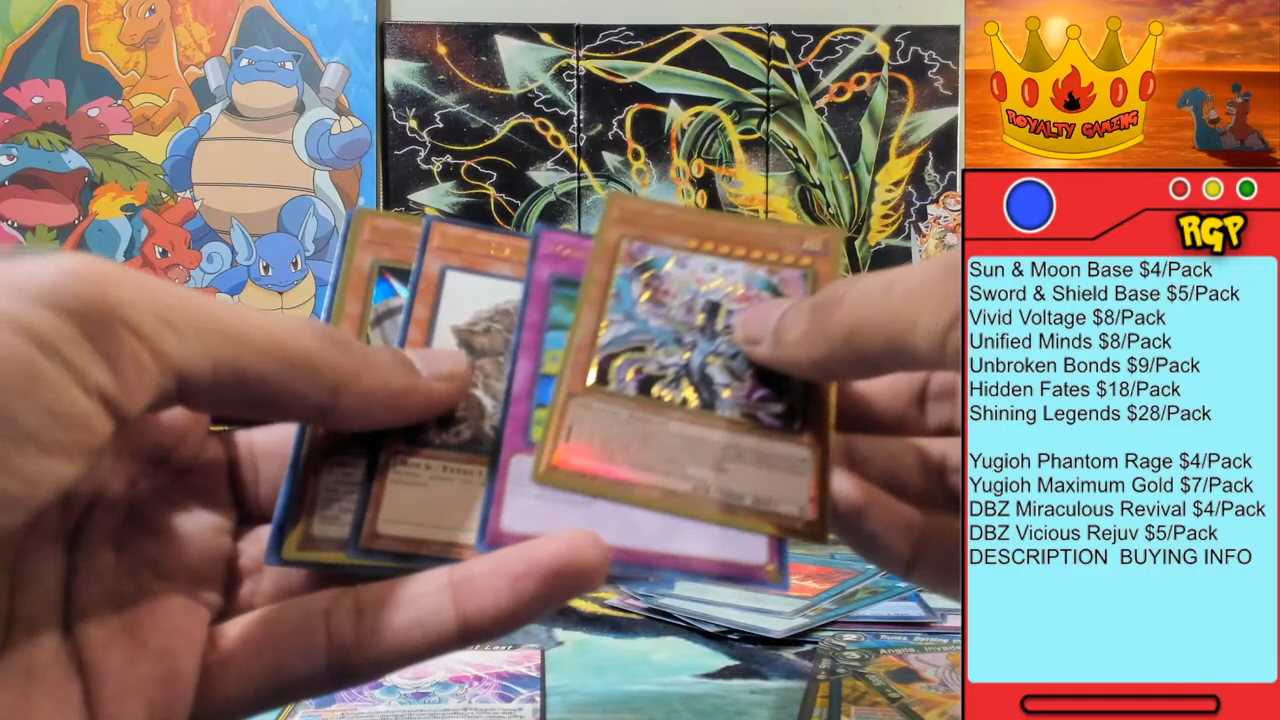 ROYALTY GAMING
RGP
Sun & Moon Base $4/Pack
Sword & Shield Base $5/Pack
Vivid Voltage $8/Pack
Unified Minds $8/Pack
Unbroken Bonds $9/Pack
Hidden Fates $18/Pack
Shining Legends $28/Pack
Yugioh Phantom Rage $4/Pack
Yugioh Maximum Gold $7/Pack
DBZ Miraculous Revival $4/Pack
DBZ Vicious Rejuv $5/Pack
DESCRIPTION BUYING INFO